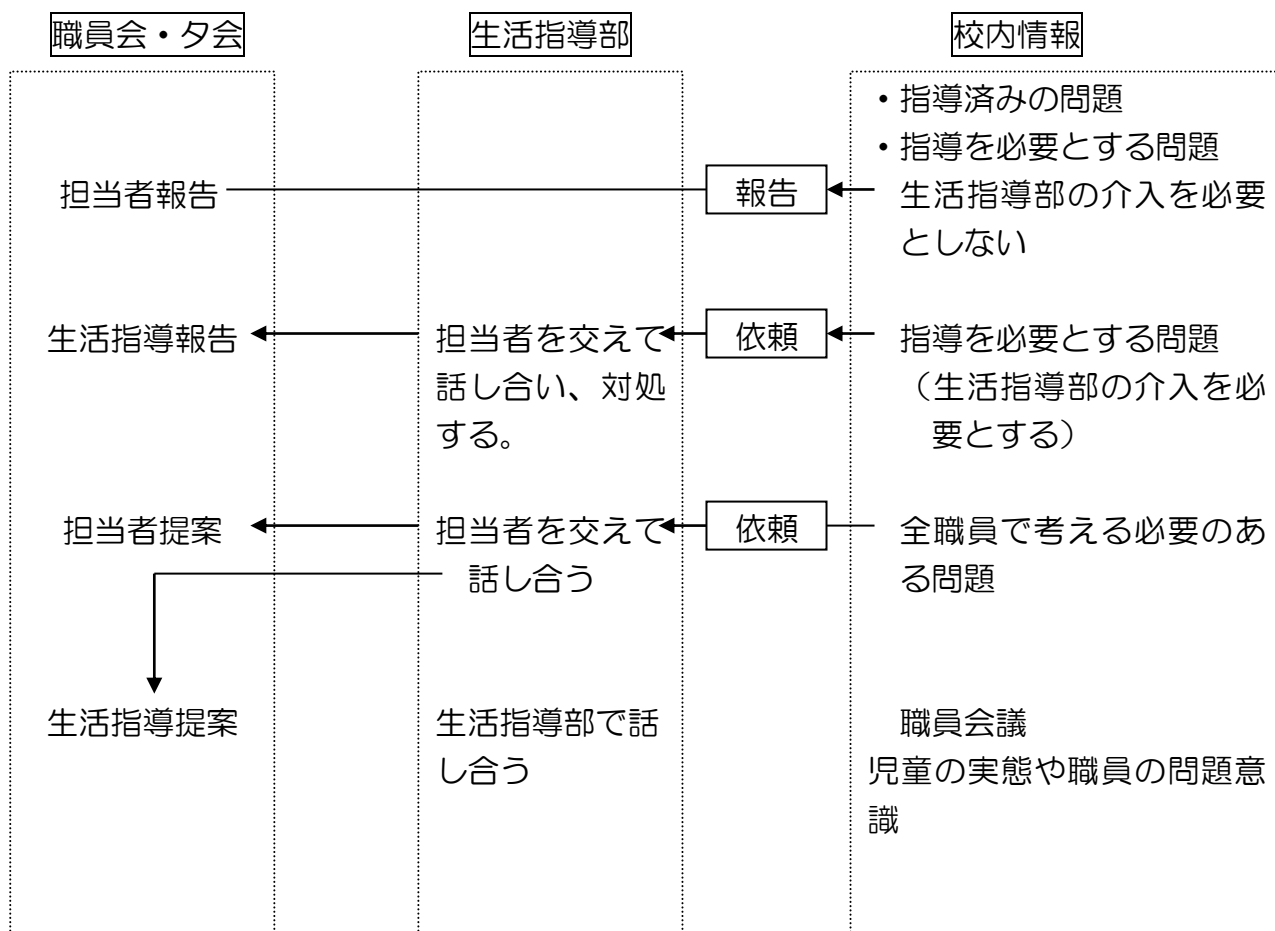 職員会・夕会
生活指導部
校内情報
・指導済みの問題
・指導を必要とする問題
担当者報告
報告
生活指導部の介入を必要
としない
生活指導報告
担当者を交えて
話し合い、対処
する。
依頼
指導を必要とする問題
（生活指導部の介入を必
要とする）
担当者提案
担当者を交えて
話し合う
依頼
全職員で考える必要のあ
る問題
生活指導提案
生活指導部で話
し合う
職員会議
児童の実態や職員の問題意
識